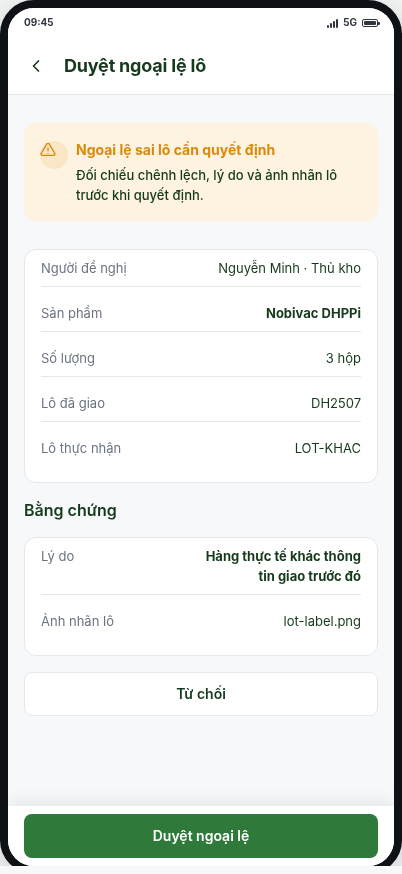 09:45
5G
Duyệt ngoại lệ lô
Ngoại lệ sai lô cần quyết định
Đối chiếu chênh lệch, lý do và ảnh nhãn lô
trước khi quyết định.
Người đề nghị
Nguyễn Minh · Thủ kho
Sản phẩm
Nobivac DHPPi
Số lượng
3 hộp
Lô đã giao
DH2507
Lô thực nhận
LOT-KHAC
Bằng chứng
Lý do
Hàng thực tế khác thông
tin giao trước đó
Ảnh nhãn lô
lot-label.png
Từ chối
Duyệt ngoại lệ